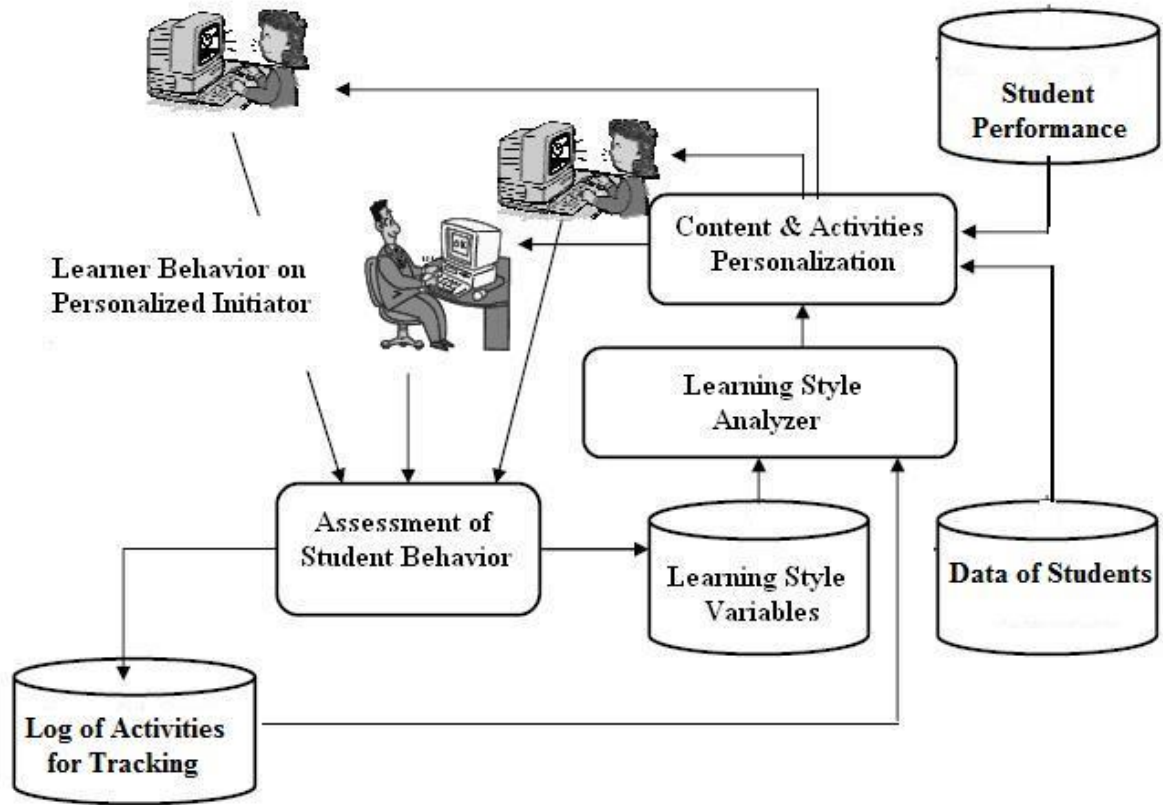 Student
Performance
Content & Activities
Personalization
Learner Behavior on
Personalized Initiator
Learning Style
Analyzer
Assessment of
Student Behavior
Learning Style
Variables
Data of Students
Log of Activities
for Tracking